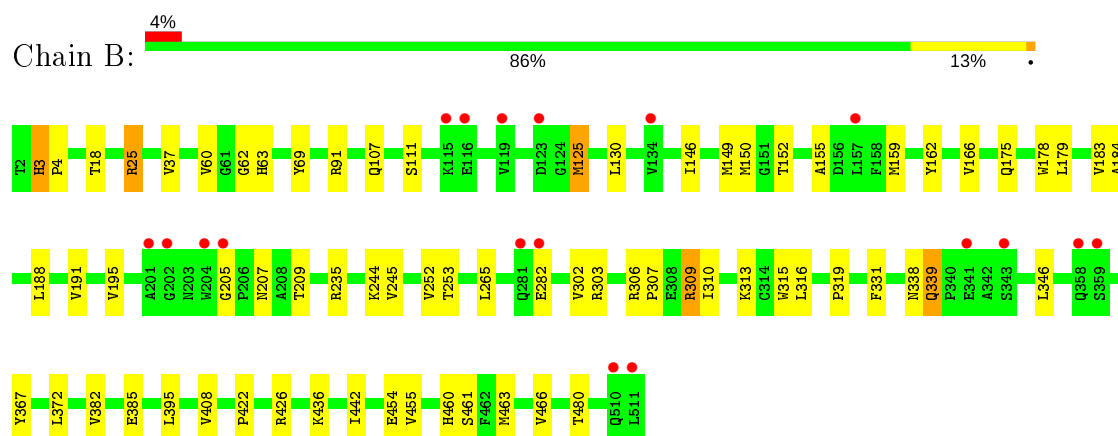 4%
Chain B:
86% 13% •
T2 H3 P4 T18 R25 V37 V60 G61 G62 H63 Y69 R91 Q107 S111 K115 E116 V119 D123 G124 M125 L130 V134 I146 M149 M150 G151 T152 A155 D156 L157 F158 M159 Y162 V166 Q175 W178 L179 V183 A184
L188 V191 V195 A201 G202 N203 W204 G205 P206 N207 A208 T209 R235 K244 V245 V252 T253 L265 Q281 E282 V302 R303 R306 P307 E308 R309 I310 K313 C314 W315 L316 P319 F331 N338 Q339 P340 E341 A342 S343 L346 Q358 S359
Y367 L372 V382 E385 L395 V408 P422 R426 K436 I442 E454 V455 H460 S461 F462 M463 V466 T480 Q510 L511